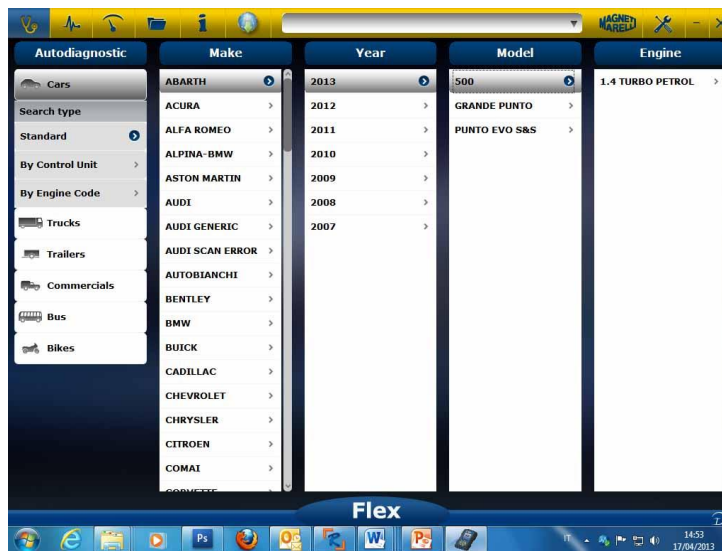 MAGNETI
MARELLI
Autodiagnostic
Cars
Search type
Standard
By Control Unit
By Engine Code
Trucks
Trailers
Commercials
Bus
Bikes
Make
ABARTH
ACURA
ALFA ROMEO
ALPINA-BMW
ASTON MARTIN
AUDI
AUDI GENERIC
AUDI SCAN ERROR
AUTOBIANCHI
BENTLEY
BMW
BUICK
CADILLAC
CHEVROLET
CHRYSLER
CITROEN
COMAI
CORVETTE
Year
2013
2012
2011
2010
2009
2008
2007
Model
500
GRANDE PUNTO
PUNTO EVO S&S
Engine
1.4 TURBO PETROL
Flex
Ps
IT
14:53
17/04/2013